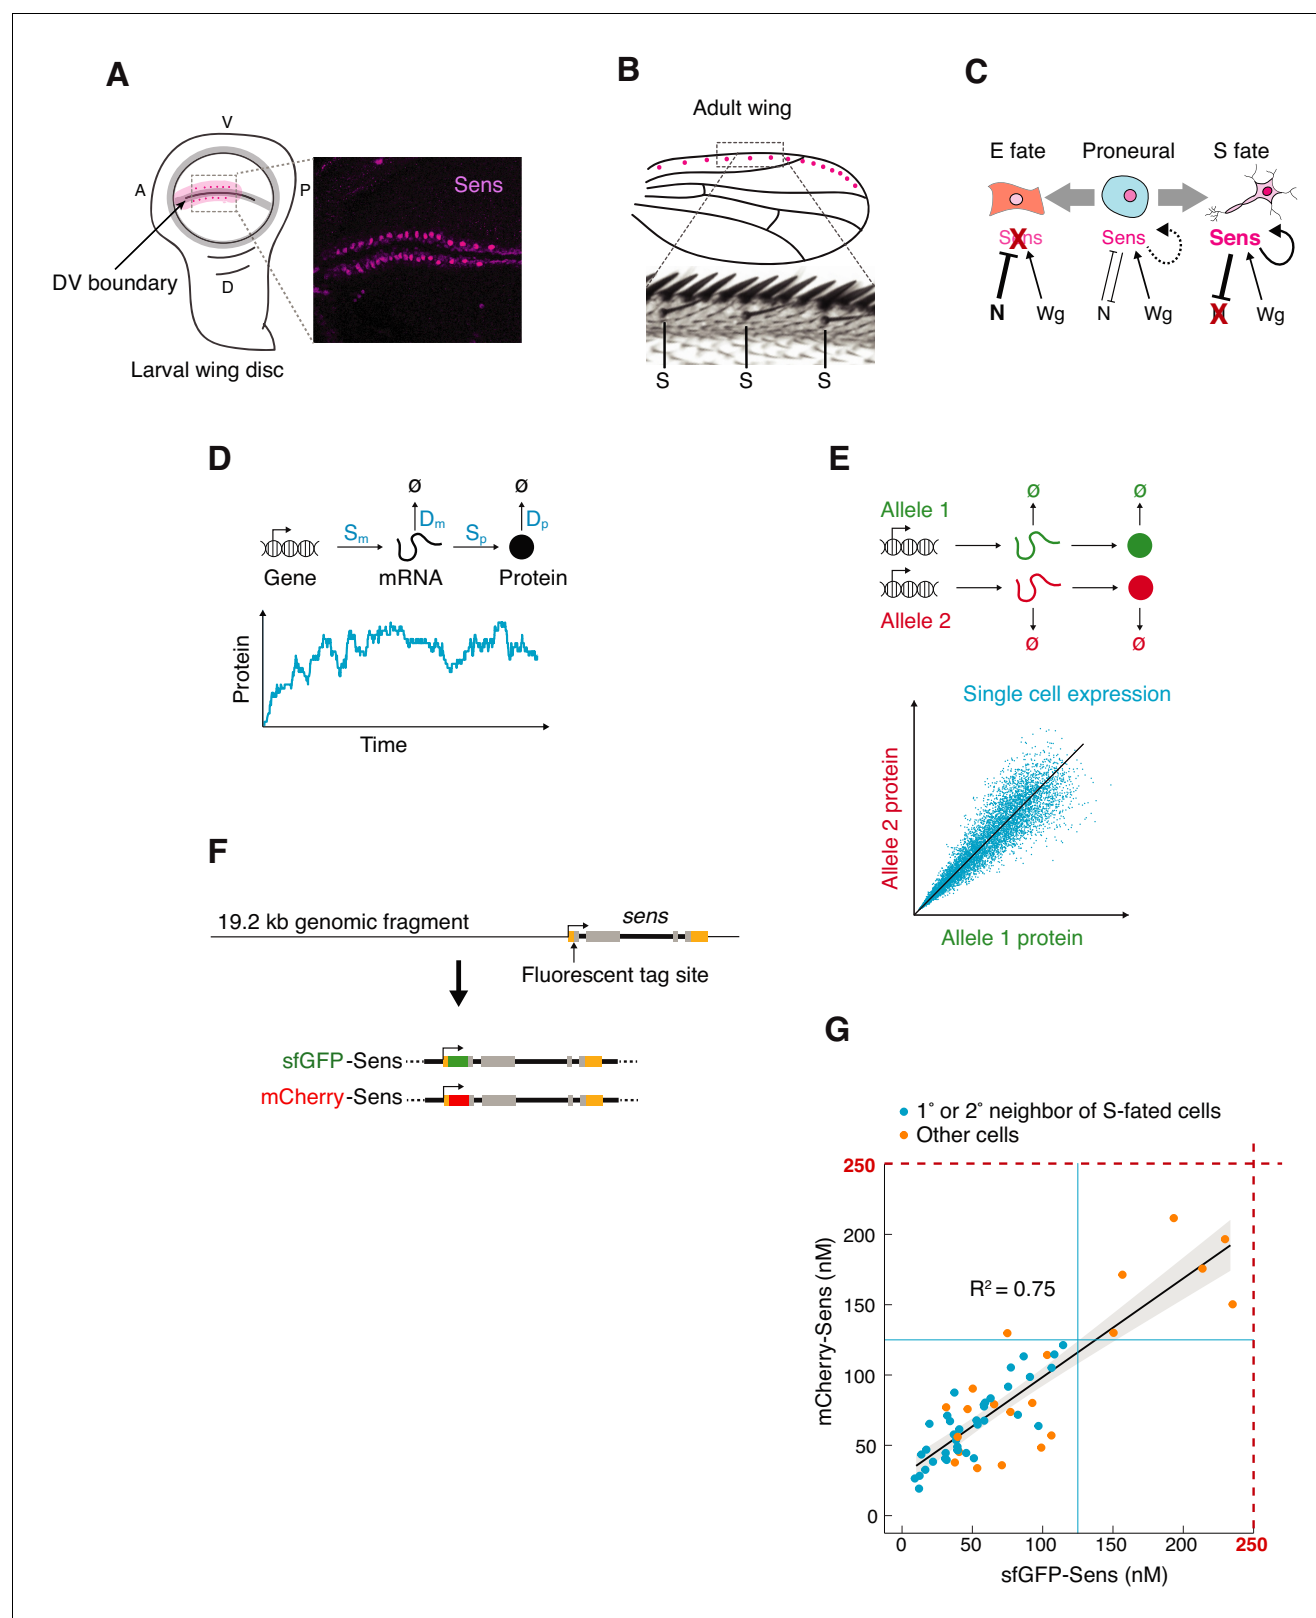 A
V
A
P
Sens
DV boundary
D
Larval wing disc
B
Adult wing
S
S
S
C
E fate
Proneural
S fate
Sens
Sens
Sens
N
Wg
N
Wg
N
Wg
D
Ø
Ø
Sm
Dm
Sp
Dp
Gene
mRNA
Protein
Protein
Time
E
Allele 1
Ø
Ø
Allele 2
Ø
Ø
Single cell expression
Allele 2 protein
Allele 1 protein
F
19.2 kb genomic fragment
sens
Fluorescent tag site
sfGFP-Sens
mCherry-Sens
G
1° or 2° neighbor of S-fated cells
Other cells
250
200
150
100
50
0
mCherry-Sens (nM)
R² = 0.75
0
50
100
150
200
250
sfGFP-Sens (nM)